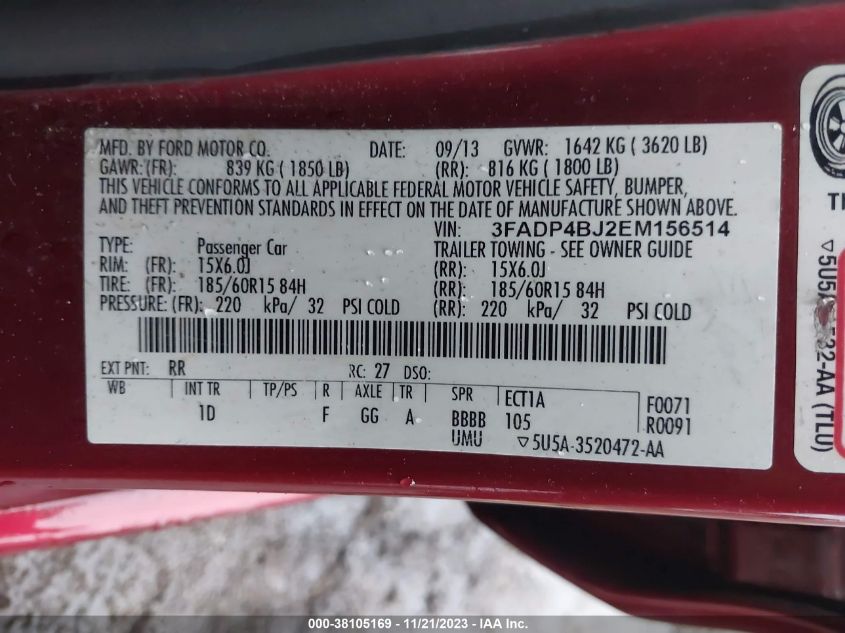 MFD. BY FORD MOTOR CO. DATE: 09/13 GVWR: 1642 KG ( 3620 LB)
GAWR:(FR): 839 KG ( 1850 LB) (RR): 816 KG ( 1800 LB)
THIS VEHICLE CONFORMS TO ALL APPLICABLE FEDERAL MOTOR VEHICLE SAFETY, BUMPER,
AND THEFT PREVENTION STANDARDS IN EFFECT ON THE DATE OF MANUFACTURE SHOWN ABOVE.
VIN: 3FADP4BJ2EM156514
TYPE: Passenger Car TRAILER TOWING - SEE OWNER GUIDE
RIM: (FR): 15X6.0J (RR): 15X6.0J
TIRE: (FR): 185/60R15 84H (RR): 185/60R15 84H
PRESSURE: (FR): 220 kPa/ 32 PSI COLD (RR): 220 kPa/ 32 PSI COLD
EXT PNT: RR RC: 27 DSO:
WB INT TR TP/PS R AXLE TR SPR ECT1A F0071
1D F GG A BBBB 105 R0091
UMU ▽5U5A-3520472-AA
-AA (TLU)
000-38105169 - 11/21/2023 - IAA Inc.